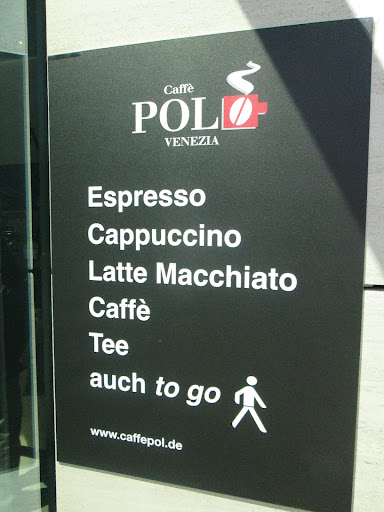 Caffè
POL
VENEZIA
Espresso
Cappuccino
Latte Macchiato
Caffè
Tee
auch to go
www.caffepol.de